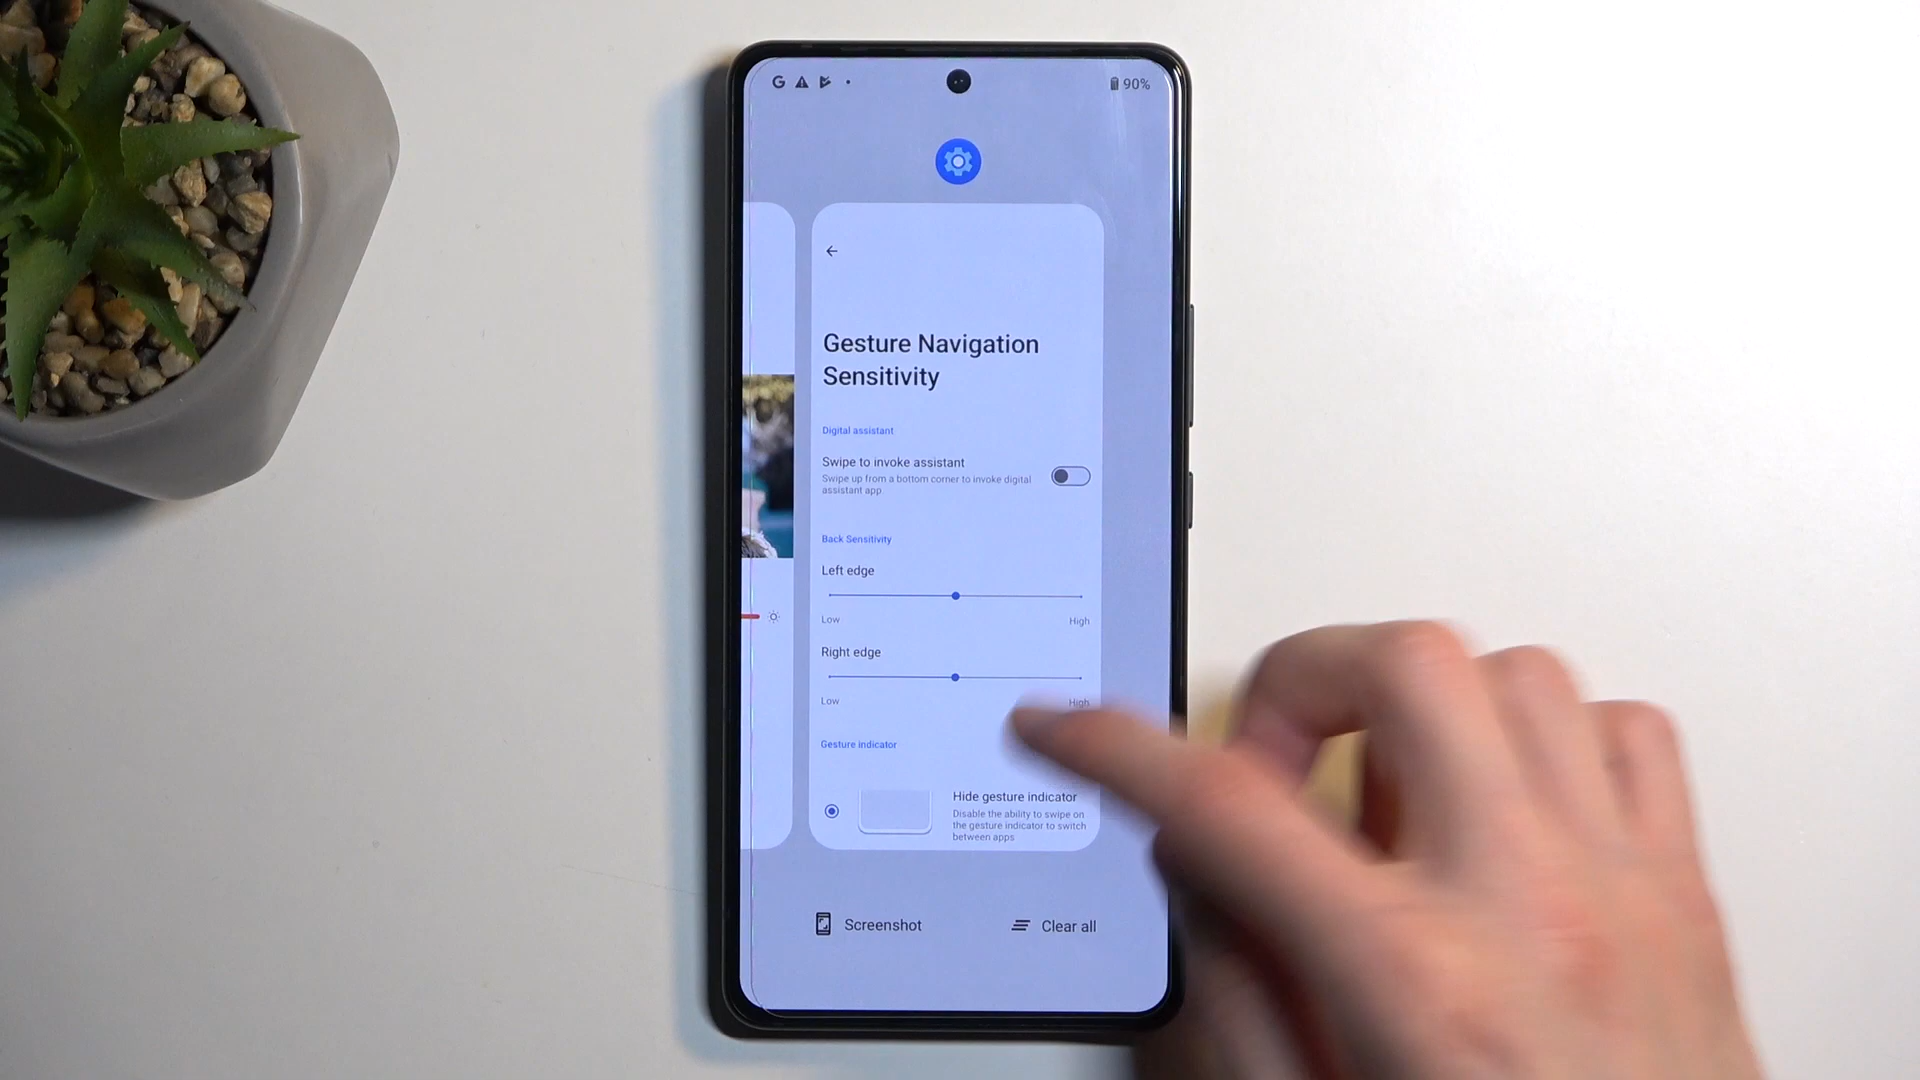 G 90%
←
Gesture Navigation
Sensitivity
Digital assistant
Swipe to invoke assistant
Swipe up from a bottom corner to invoke digital
assistant app
Back Sensitivity
Left edge
Low High
Right edge
Low High
Gesture indicator
Hide gesture indicator
Disable the ability to swipe on
the gesture indicator to switch
between apps
Screenshot Clear all